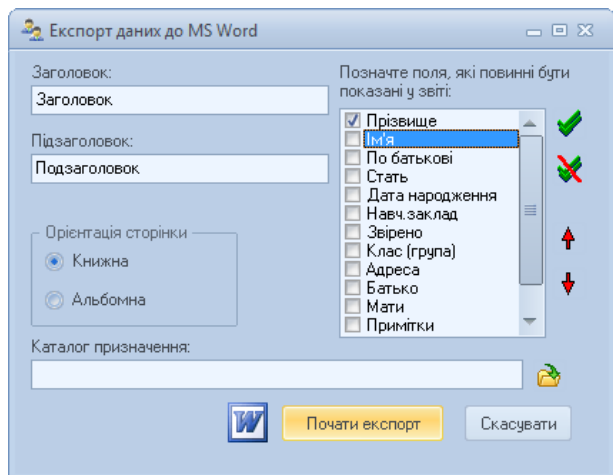 Експорт даних до MS Word
Заголовок:
Заголовок
Підзаголовок:
Подзаголовок
Орієнтація сторінки
Книжна
Альбомна
Позначте поля, які повинні бути
показані у звіті:
Прізвище
Ім'я
По батькові
Стать
Дата народження
Навч.заклад
Звірено
Клас (група)
Адреса
Батько
Мати
Примітки
Каталог призначення:
W
Почати експорт
Скасувати